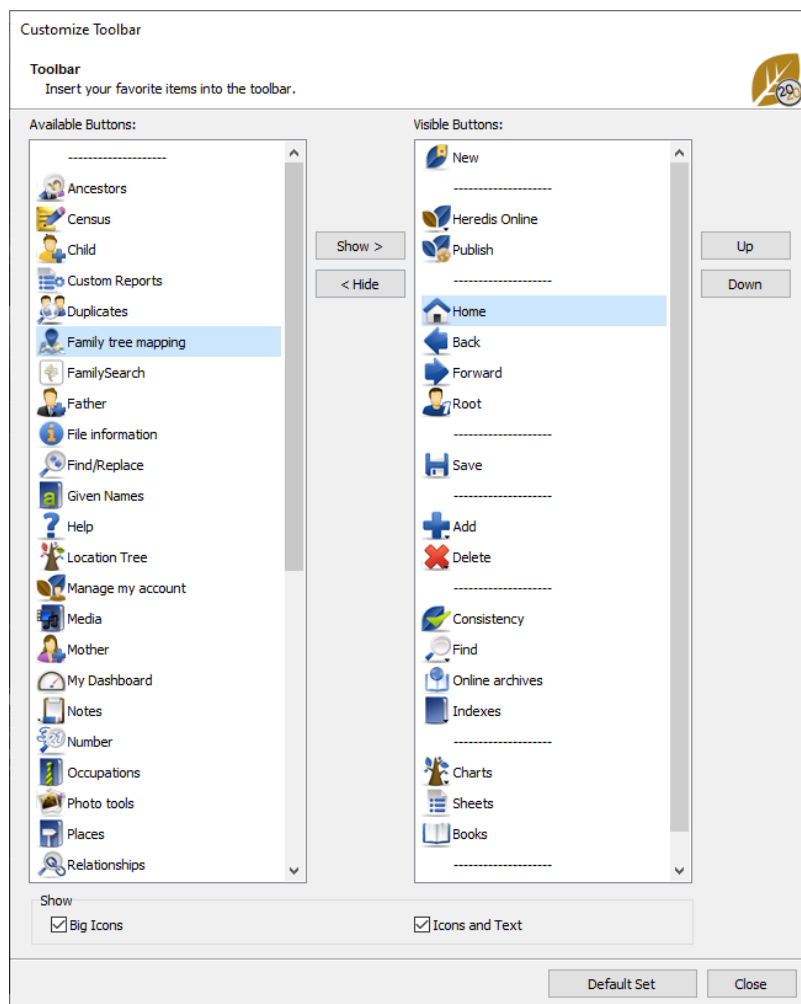 Customize Toolbar
Toolbar
Insert your favorite items into the toolbar.
2020
Available Buttons:
--------------------
Ancestors
Census
Child
Custom Reports
Duplicates
Family tree mapping
FamilySearch
Father
File information
Find/Replace
Given Names
Help
Location Tree
Manage my account
Media
Mother
My Dashboard
Notes
Number
Occupations
Photo tools
Places
Relationships
Show >
< Hide
Visible Buttons:
New
--------------------
Heredis Online
Publish
--------------------
Home
Back
Forward
Root
--------------------
Save
--------------------
Add
Delete
--------------------
Consistency
Find
Online archives
Indexes
--------------------
Charts
Sheets
Books
--------------------
Up
Down
Show
Big Icons
Icons and Text
Default Set
Close